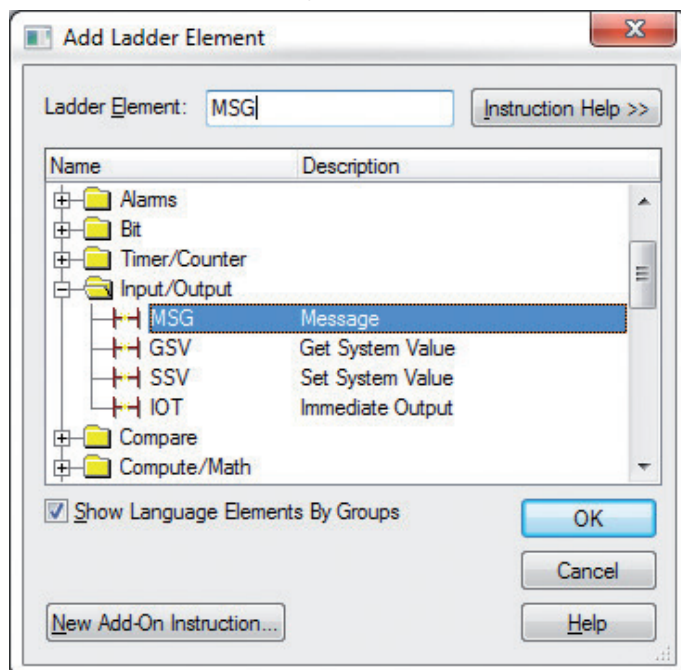 Add Ladder Element
Ladder Element: MSG Instruction Help >>
Name Description
Alarms
Bit
Timer/Counter
Input/Output
MSG Message
GSV Get System Value
SSV Set System Value
IOT Immediate Output
Compare
Compute/Math
Show Language Elements By Groups
OK
Cancel
New Add-On Instruction... Help